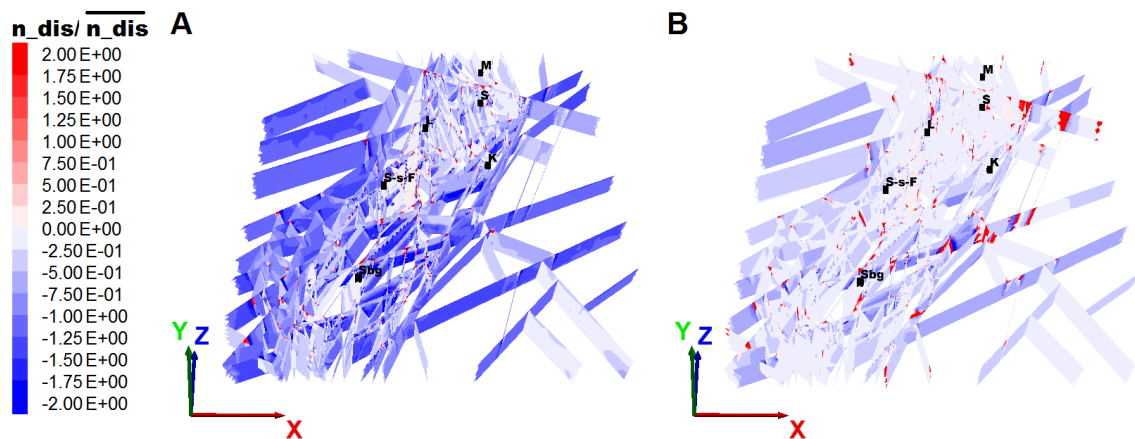 n_dis/ n_dis
2.00 E+00
1.75 E+00
1.50 E+00
1.25 E+00
1.00 E+00
7.50 E-01
5.00 E-01
2.50 E-01
0.00 E+00
-2.50 E-01
-5.00 E-01
-7.50 E-01
-1.00 E+00
-1.25 E+00
-1.50 E+00
-1.75 E+00
-2.00 E+00
A
M
S
L
K
S-s-F
Sbg
Y
Z
X
B
M
S
L
K
S-s-F
Sbg
Y
Z
X